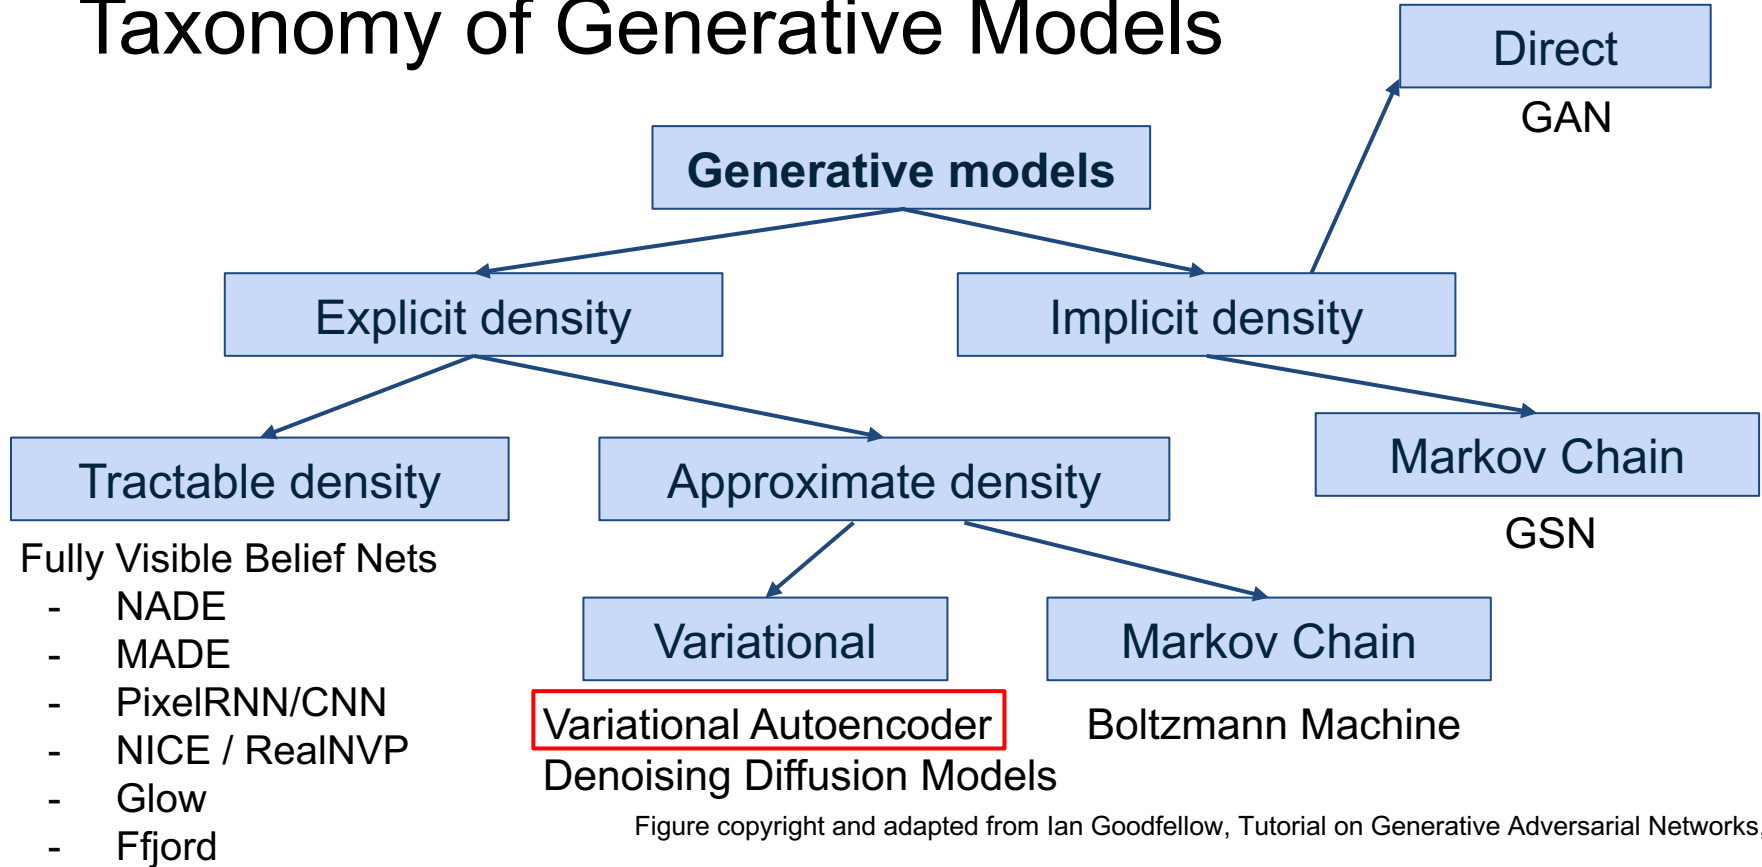 Taxonomy of Generative Models
Direct
GAN
Generative models
Explicit density
Implicit density
Tractable density
Approximate density
Markov Chain
GSN
Fully Visible Belief Nets
- NADE
- MADE
- PixelRNN/CNN
- NICE / RealNVP
- Glow
- Ffjord
Variational
Markov Chain
Variational Autoencoder
Denoising Diffusion Models
Boltzmann Machine
Figure copyright and adapted from Ian Goodfellow, Tutorial on Generative Adversarial Networks,